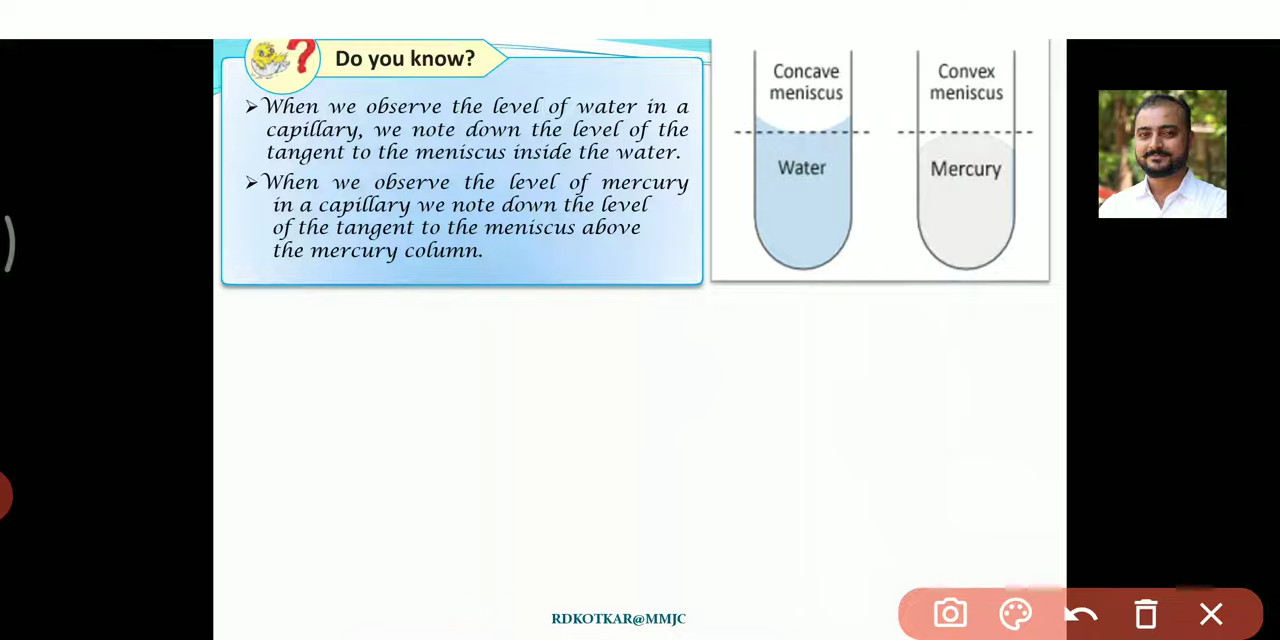 Do you know?
➢ When we observe the level of water in a
capillary, we note down the level of the
tangent to the meniscus inside the water.
➢ When we observe the level of mercury
in a capillary we note down the level
of the tangent to the meniscus above
the mercury column.
Concave
meniscus
Water
Convex
meniscus
Mercury
RDKOTKAR@MMJC